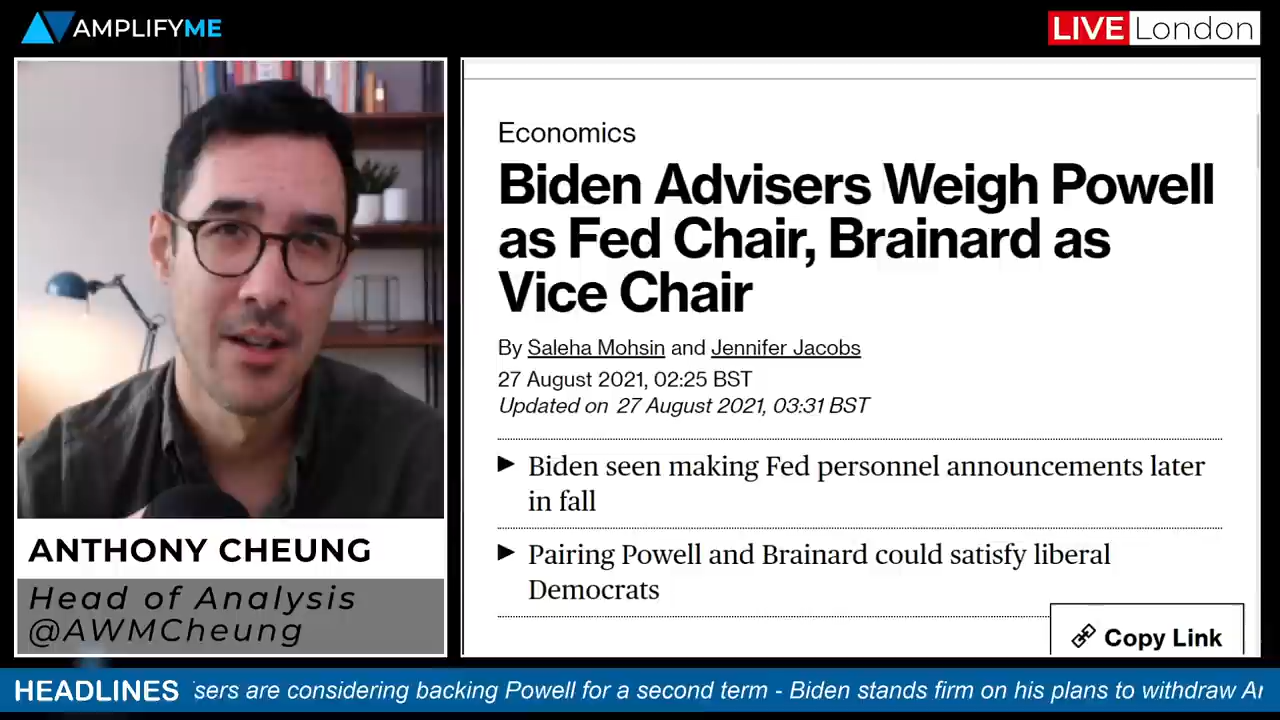 AMPLIFYME
LIVE London
Economics
Biden Advisers Weigh Powell
as Fed Chair, Brainard as
Vice Chair
By Saleha Mohsin and Jennifer Jacobs
27 August 2021, 02:25 BST
Updated on 27 August 2021, 03:31 BST
Biden seen making Fed personnel announcements later
in fall
Pairing Powell and Brainard could satisfy liberal
Democrats
Copy Link
ANTHONY CHEUNG
Head of Analysis
@AWMCheung
HEADLINES are considering backing Powell for a second term - Biden stands firm on his plans to withdraw